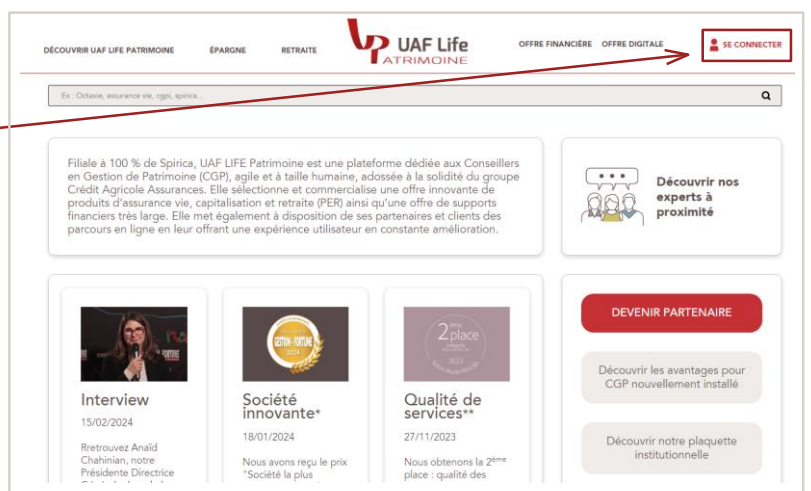 DÉCOUVRIR UAF LIFE PATRIMOINE
ÉPARGNE
RETRAITE
UAF Life
PATRIMOINE
OFFRE FINANCIÈRE
OFFRE DIGITALE
SE CONNECTER
Ex : Octavie, assurance vie, cgpi, spirica...
Filiale à 100 % de Spirica, UAF LIFE Patrimoine est une plateforme dédiée aux Conseillers
en Gestion de Patrimoine (CGP), agile et à taille humaine, adossée à la solidité du groupe
Crédit Agricole Assurances. Elle sélectionne et commercialise une offre innovante de
produits d'assurance vie, capitalisation et retraite (PER) ainsi qu'une offre de supports
financiers très large. Elle met également à disposition de ses partenaires et clients des
parcours en ligne en leur offrant une expérience utilisateur en constante amélioration.
Découvrir nos
experts à
proximité
Interview
15/02/2024
Rretrouvez Anaïd
Chahinian, notre
Présidente Directrice
GESTION FORTUNE
2024
Société
innovante*
18/01/2024
Nous avons reçu le prix
"Société la plus
2ème
place
2023
Qualité de
services**
27/11/2023
Nous obtenons la 2ème
place : qualité des
DEVENIR PARTENAIRE
Découvrir les avantages pour
CGP nouvellement installé
Découvrir notre plaquette
institutionnelle